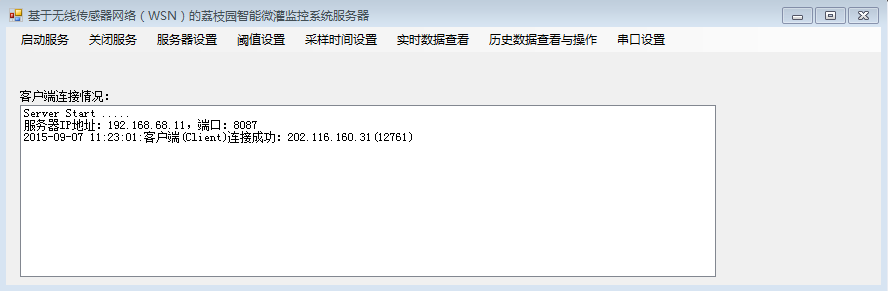 基于无线传感器网络（WSN）的荔枝园智能微灌监控系统服务器
启动服务 关闭服务 服务器设置 阈值设置 采样时间设置 实时数据查看 历史数据查看与操作 串口设置
客户端连接情况：
Server Start .....
服务器IP地址：192.168.68.11，端口：8087
2015-09-07 11:23:01:客户端(Client)连接成功：202.116.160.31(12761)